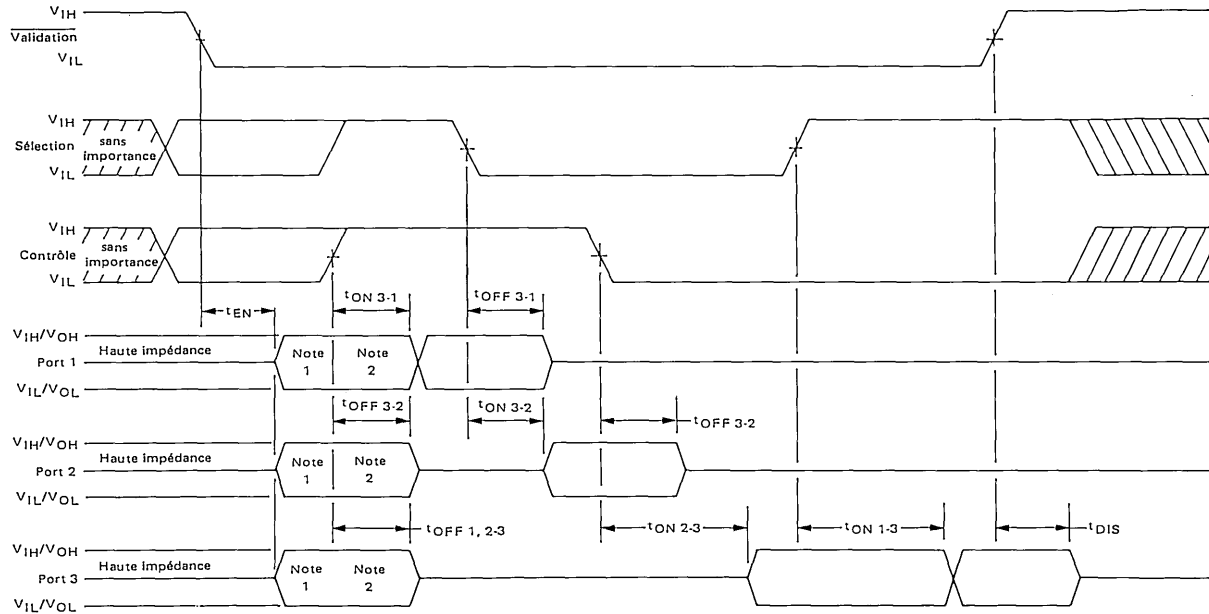 VIH
Validation
VIL
VIH
Sélection
VIL
sans
importance
VIH
Contrôle
VIL
sans
importance
tEN
tON 3-1
tOFF 3-1
VIH/VOH
Port 1
VIL/VOL
Haute impédance
Note
1
Note
2
tOFF 3-2
tON 3-2
tOFF 3-2
VIH/VOH
Port 2
VIL/VOL
Haute impédance
Note
1
Note
2
tOFF 1, 2-3
tON 2-3
tON 1-3
tDIS
VIH/VOH
Port 3
VIL/VOL
Haute impédance
Note
1
Note
2